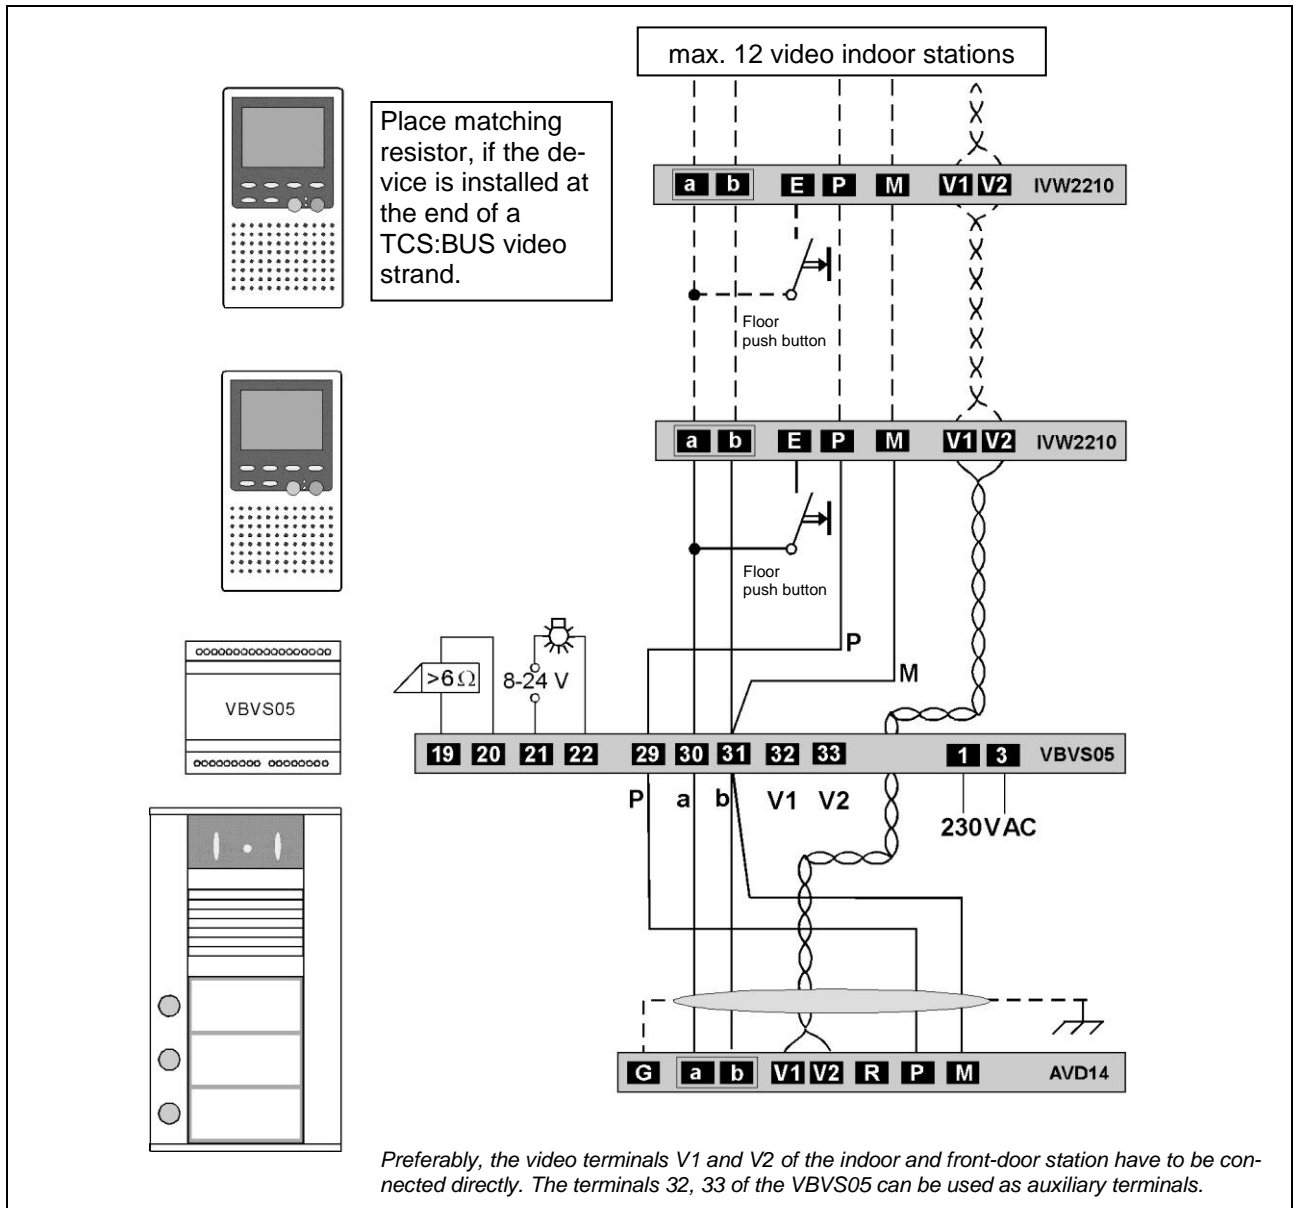 max. 12 video indoor stations
Place matching
resistor, if the de-
vice is installed at
the end of a
TCS:BUS video
strand.
a b E P M V1 V2 IVW2210
Floor
push button
a b E P M V1 V2 IVW2210
Floor
push button
P
M
>6Ω
8-24 V
VBVS05
19 20 21 22 29 30 31 32 33 1 3 VBVS05
P a b V1 V2
230VAC
G a b V1 V2 R P M AVD14
Preferably, the video terminals V1 and V2 of the indoor and front-door station have to be con-
nected directly. The terminals 32, 33 of the VBVS05 can be used as auxiliary terminals.